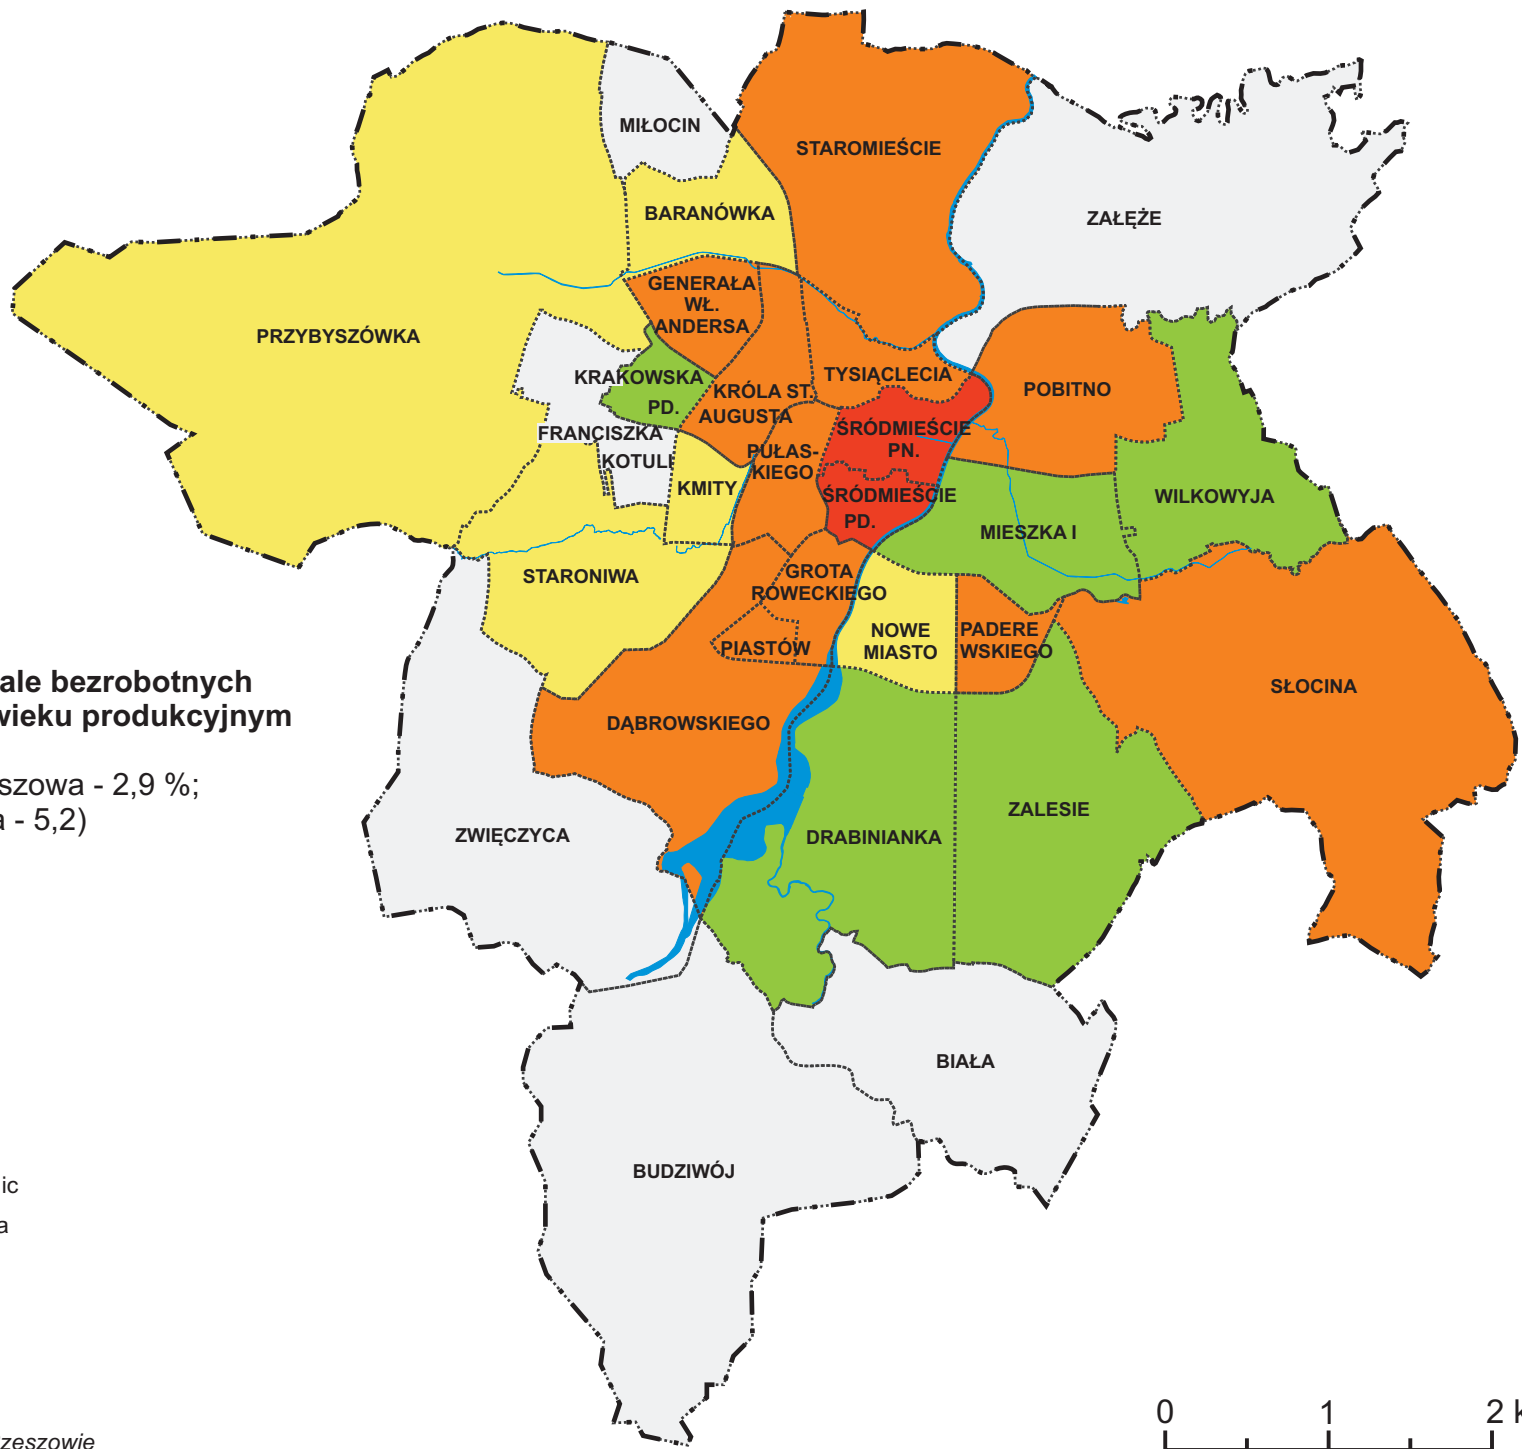 MIŁOCIN
STAROMIEŚCIE
BARANÓWKA
ZAŁĘŻE
GENERAŁA
WŁ.
ANDERSA
PRZYBYSZÓWKA
KRAKOWSKA
PD.
TYSIĄCLECIA
KRÓLA ST.
AUGUSTA
POBITNO
FRANCISZKA
KOTULI
ŚRÓDMIEŚCIE
PN.
PUŁAS-
KIEGO
KMITY
ŚRÓDMIEŚCIE
PD.
WILKOWYJA
MIESZKA I
STARONIWA
GROTA
ROWECKIEGO
NOWE
MIASTO
PADERE
WSKIEGO
PIASTÓW
SŁOCINA
ale bezrobotnych
wieku produkcyjnym
DĄBROWSKIEGO
szowa - 2,9 %;
a - 5,2)
ZWIĘCZYCA
DRABINIANKA
ZALESIE
BIAŁA
BUDZIWÓJ
ic
a
0 1 2 k
zeszowie